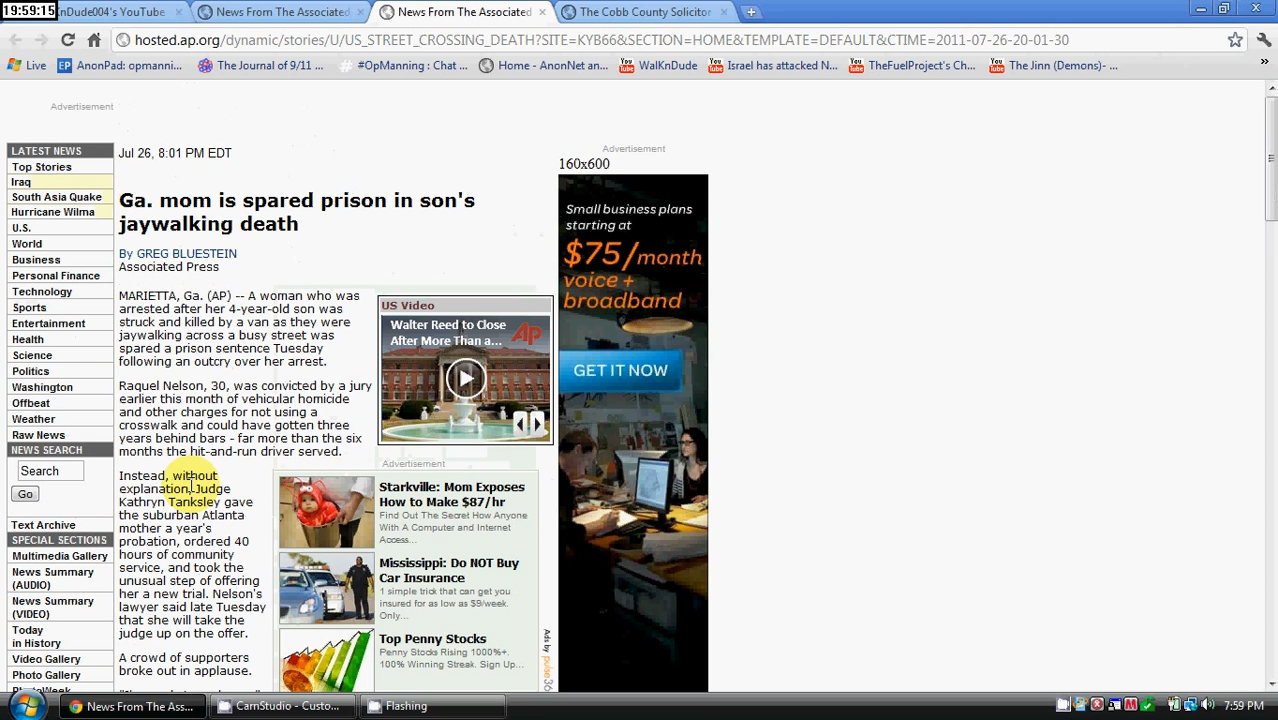 19:59:15
nDude004's YouTube
News From The Associated
News From The Associated
The Cobb County Solicitor
hosted.ap.org/dynamic/stories/U/US_STREET_CROSSING_DEATH?SITE=KYB66&SECTION=HOME&TEMPLATE=DEFAULT&CTIME=2011-07-26-20-01-30
Live
EP AnonPad: opmanni...
The Journal of 9/11 ...
#OpManning : Chat ...
Home - AnonNet an...
You Tube WalKnDude
You Tube Israel has attacked N...
You Tube TheFuelProject's Ch...
You Tube The Jinn (Demons)- ...
Advertisement
LATEST NEWS
Top Stories
Iraq
South Asia Quake
Hurricane Wilma
U.S.
World
Business
Personal Finance
Technology
Sports
Entertainment
Health
Science
Politics
Washington
Offbeat
Weather
Raw News
NEWS SEARCH
Search
Go
Text Archive
SPECIAL SECTIONS
Multimedia Gallery
News Summary
(AUDIO)
News Summary
(VIDEO)
Today
in History
Video Gallery
Photo Gallery
PhotoWeek
Jul 26, 8:01 PM EDT
Ga. mom is spared prison in son's
jaywalking death
By GREG BLUESTEIN
Associated Press
MARIETTA, Ga. (AP) -- A woman who was
arrested after her 4-year-old son was
struck and killed by a van as they were
jaywalking across a busy street was
spared a prison sentence Tuesday
following an outcry over her arrest.
Raquel Nelson, 30, was convicted by a jury
earlier this month of vehicular homicide
and other charges for not using a
crosswalk and could have gotten three
years behind bars - far more than the six
months the hit-and-run driver served.
Instead, without
explanation, Judge
Kathryn Tanksley gave
the suburban Atlanta
mother a year's
probation, ordered 40
hours of community
service, and took the
unusual step of offering
her a new trial. Nelson's
lawyer said late Tuesday
that she will take the
judge up on the offer.
A crowd of supporters
broke out in applause.
US Video
Walter Reed to Close
After More Than a...
AP
Advertisement
Starkville: Mom Exposes
How to Make $87/hr
Find Out The Secret How Anyone
With A Computer and Internet
Access...
Mississippi: Do NOT Buy
Car Insurance
1 simple trick that can get you
insured for as low as $9/week.
Only...
Top Penny Stocks
Penny Stocks Rising 1000%+.
100% Winning Streak. Sign Up...
Ads by pulse 36
Advertisement
160x600
Small business plans
starting at
$75/month
voice +
broadband
GET IT NOW
News From The Ass...
CamStudio - Custo...
Flashing
7:59 PM